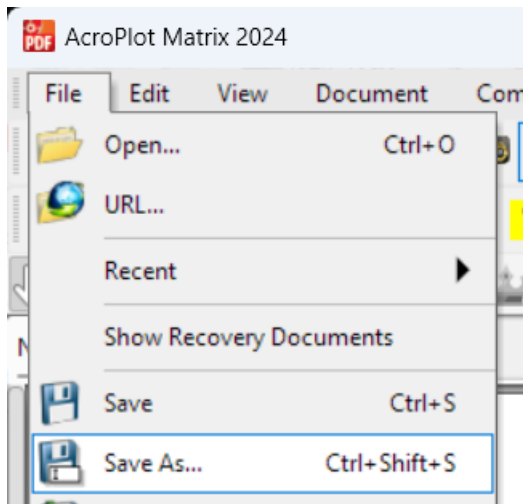 PDF AcroPlot Matrix 2024
File Edit View Document Com
Open... Ctrl+O
URL...
Recent
Show Recovery Documents
Save Ctrl+S
Save As... Ctrl+Shift+S